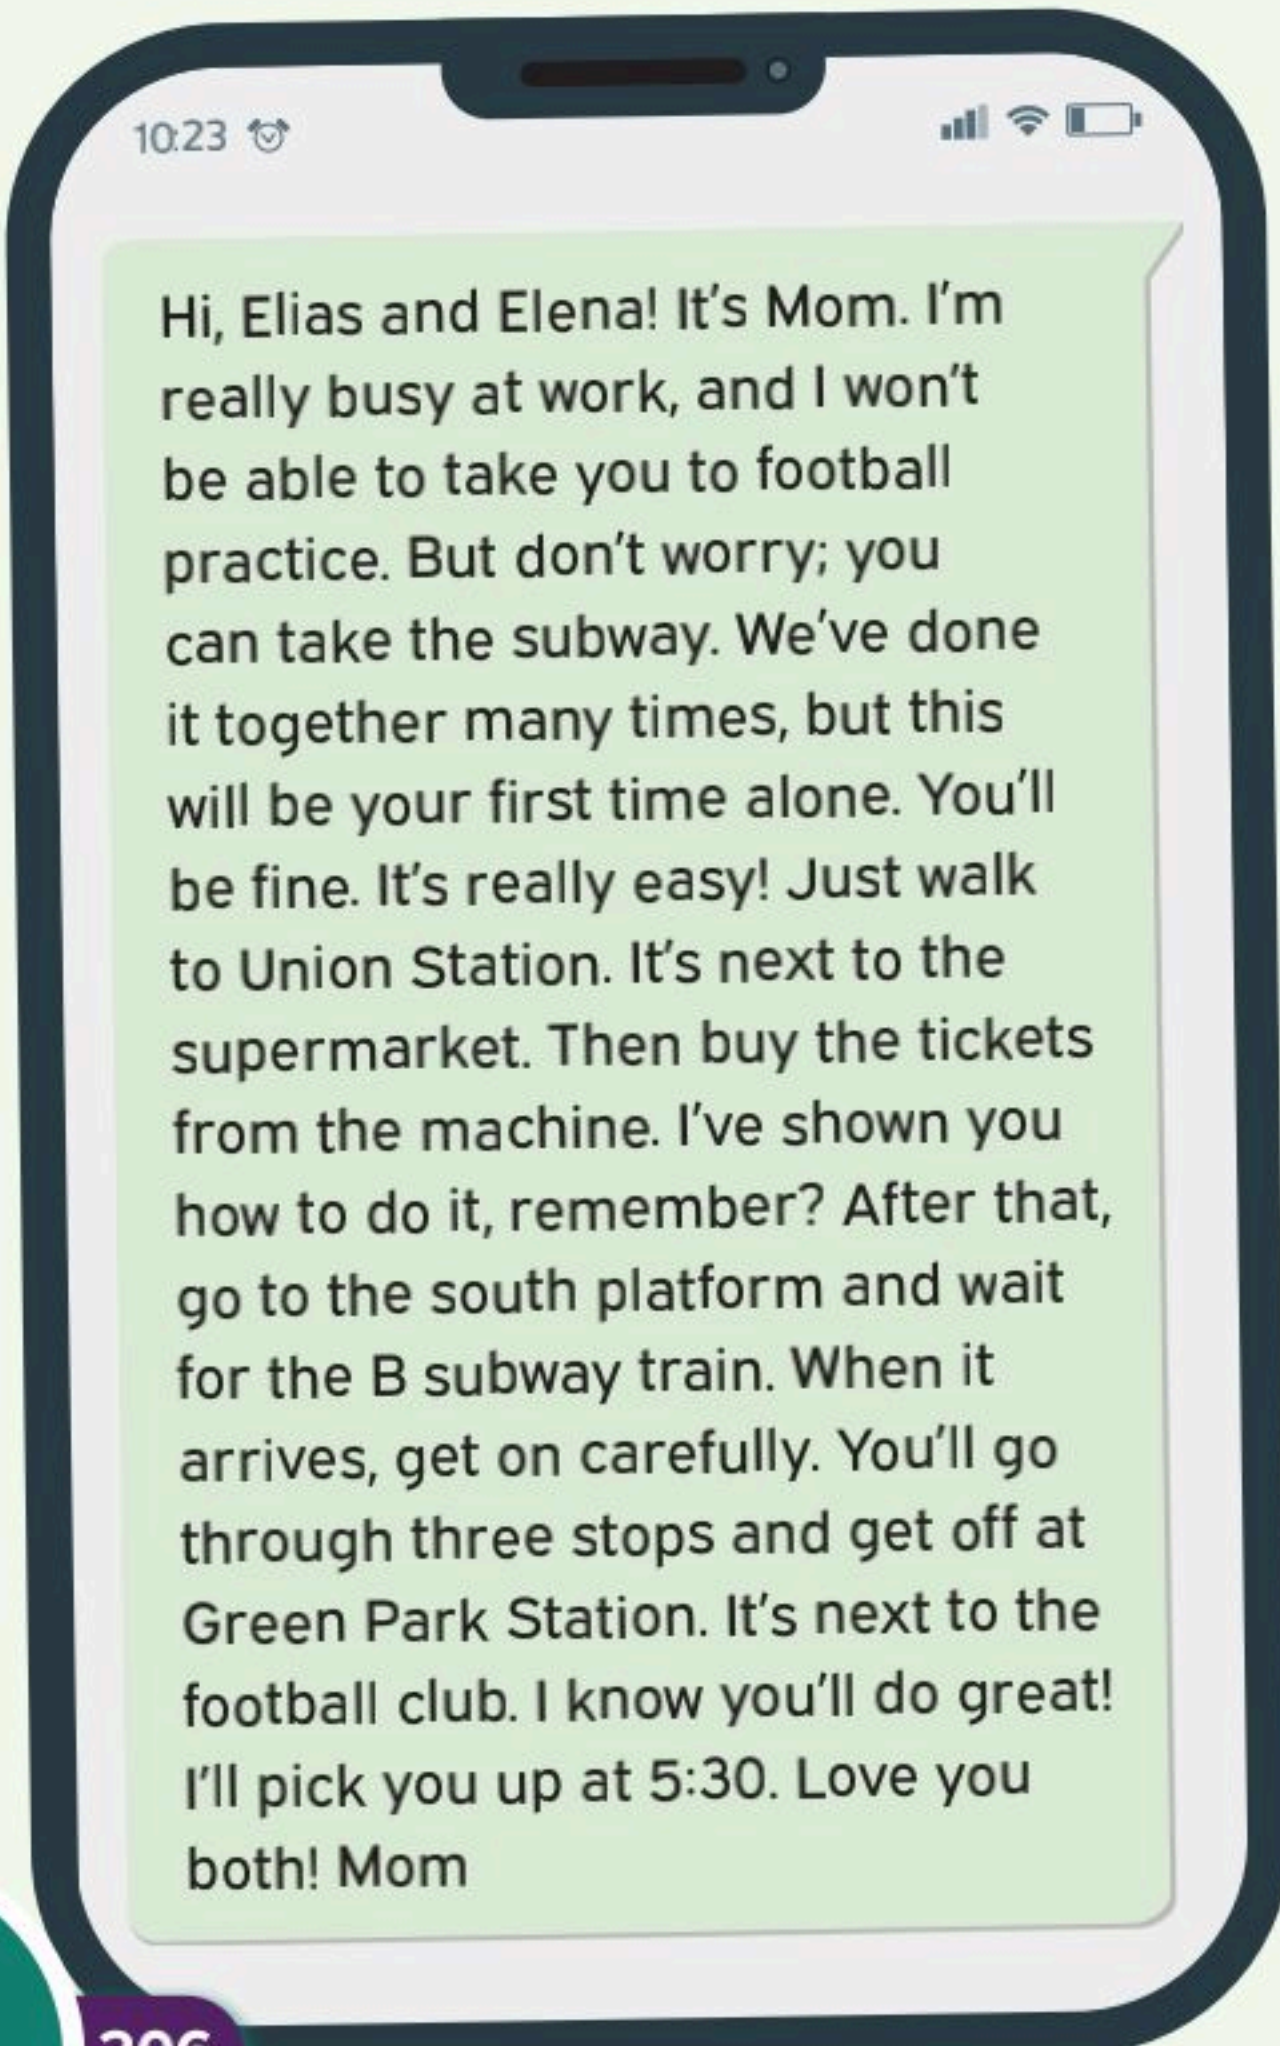 10:23
Hi, Elias and Elena! It's Mom. I'm
really busy at work, and I won't
be able to take you to football
practice. But don't worry; you
can take the subway. We've done
it together many times, but this
will be your first time alone. You'll
be fine. It's really easy! Just walk
to Union Station. It's next to the
supermarket. Then buy the tickets
from the machine. I've shown you
how to do it, remember? After that,
go to the south platform and wait
for the B subway train. When it
arrives, get on carefully. You'll go
through three stops and get off at
Green Park Station. It's next to the
football club. I know you'll do great!
I'll pick you up at 5:30. Love you
both! Mom